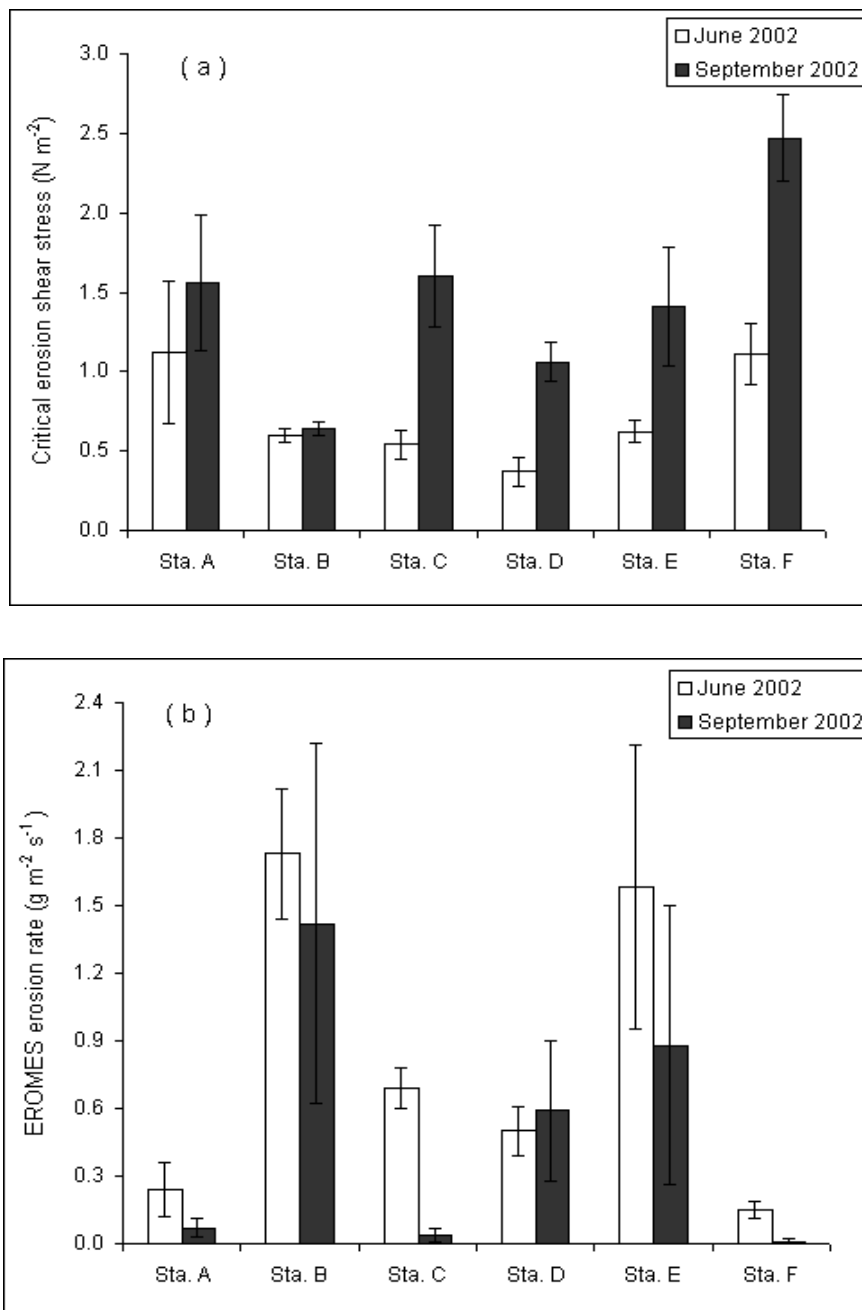 ( a )
June 2002
September 2002
Critical erosion shear stress (N m⁻²)
3.0
2.5
2.0
1.5
1.0
0.5
0.0
Sta. A Sta. B Sta. C Sta. D Sta. E Sta. F
( b )
June 2002
September 2002
EROMES erosion rate (g m⁻² s⁻¹)
2.4
2.1
1.8
1.5
1.2
0.9
0.6
0.3
0.0
Sta. A Sta. B Sta. C Sta. D Sta. E Sta. F